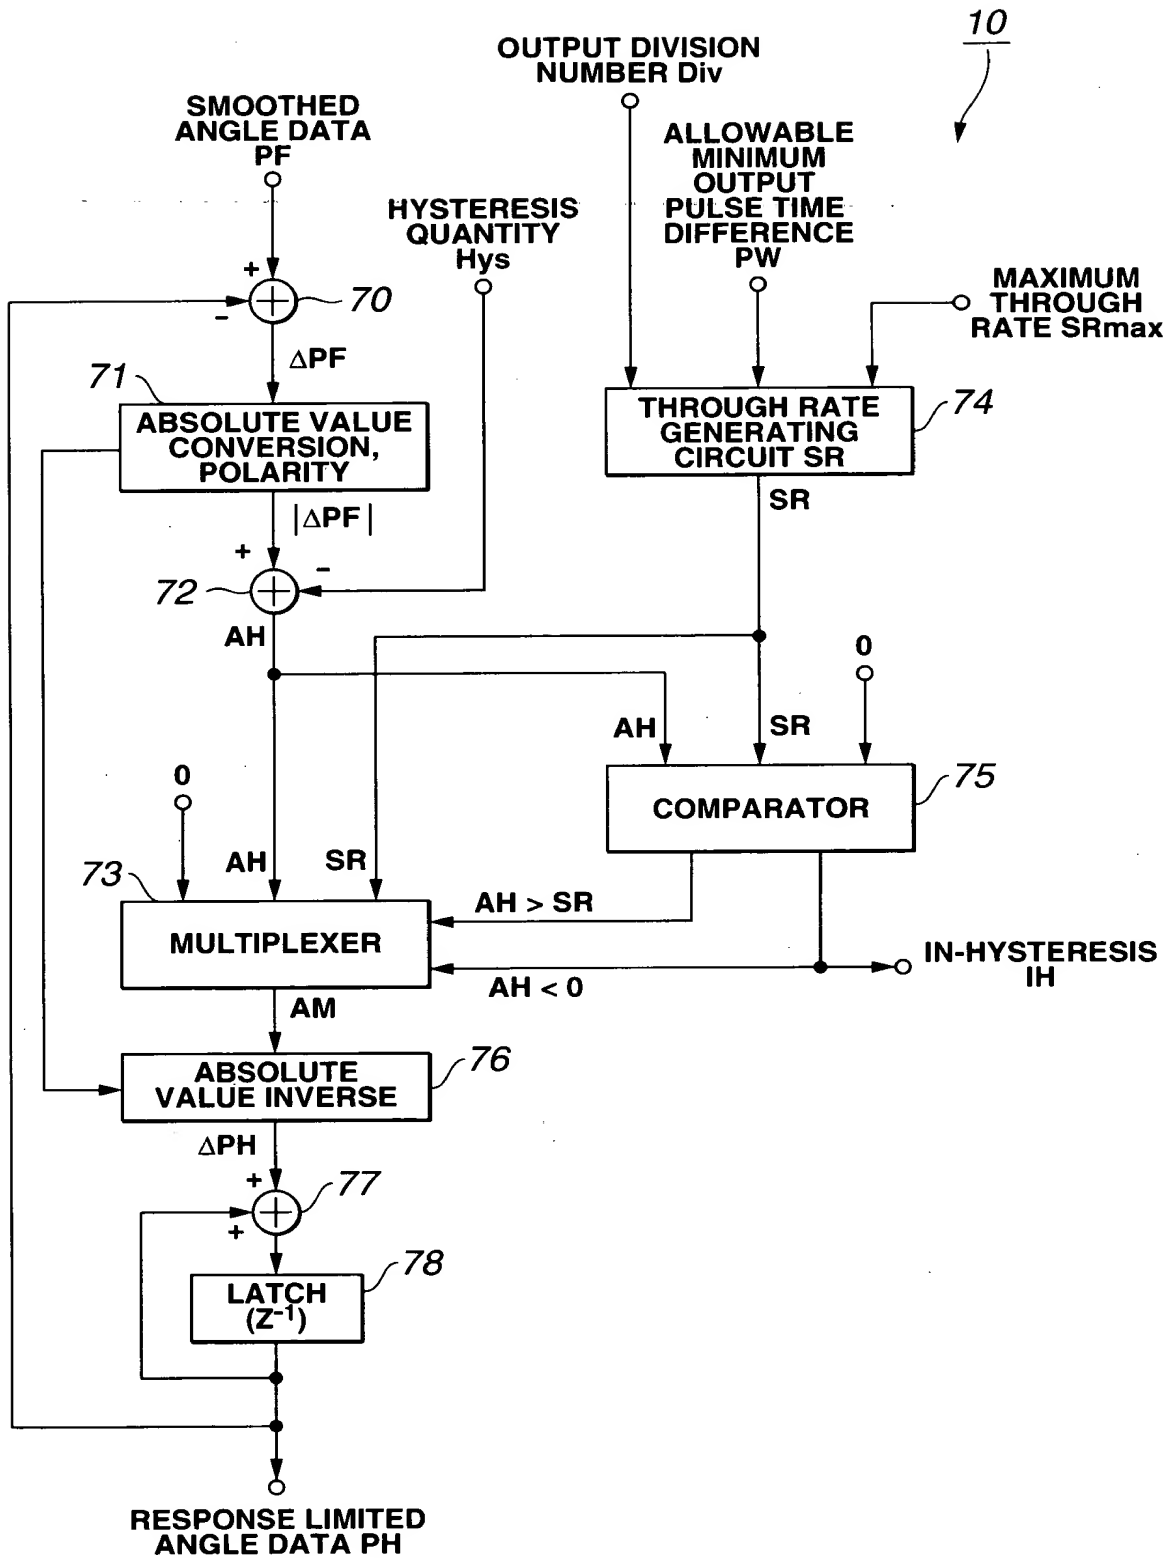 10
OUTPUT DIVISION
NUMBER Div
SMOOTHED
ANGLE DATA
PF
ALLOWABLE
MINIMUM
OUTPUT
PULSE TIME
DIFFERENCE
PW
HYSTERESIS
QUANTITY
Hys
MAXIMUM
THROUGH
RATE SRmax
+
-
70
ΔPF
71
ABSOLUTE VALUE
CONVERSION,
POLARITY
THROUGH RATE
GENERATING
CIRCUIT SR
74
|ΔPF|
SR
+
-
72
AH
0
AH
SR
COMPARATOR
75
0
AH
SR
73
MULTIPLEXER
AH > SR
AH < 0
IN-HYSTERESIS
IH
AM
ABSOLUTE
VALUE INVERSE
76
ΔPH
+
+
77
LATCH
(Z⁻¹)
78
RESPONSE LIMITED
ANGLE DATA PH